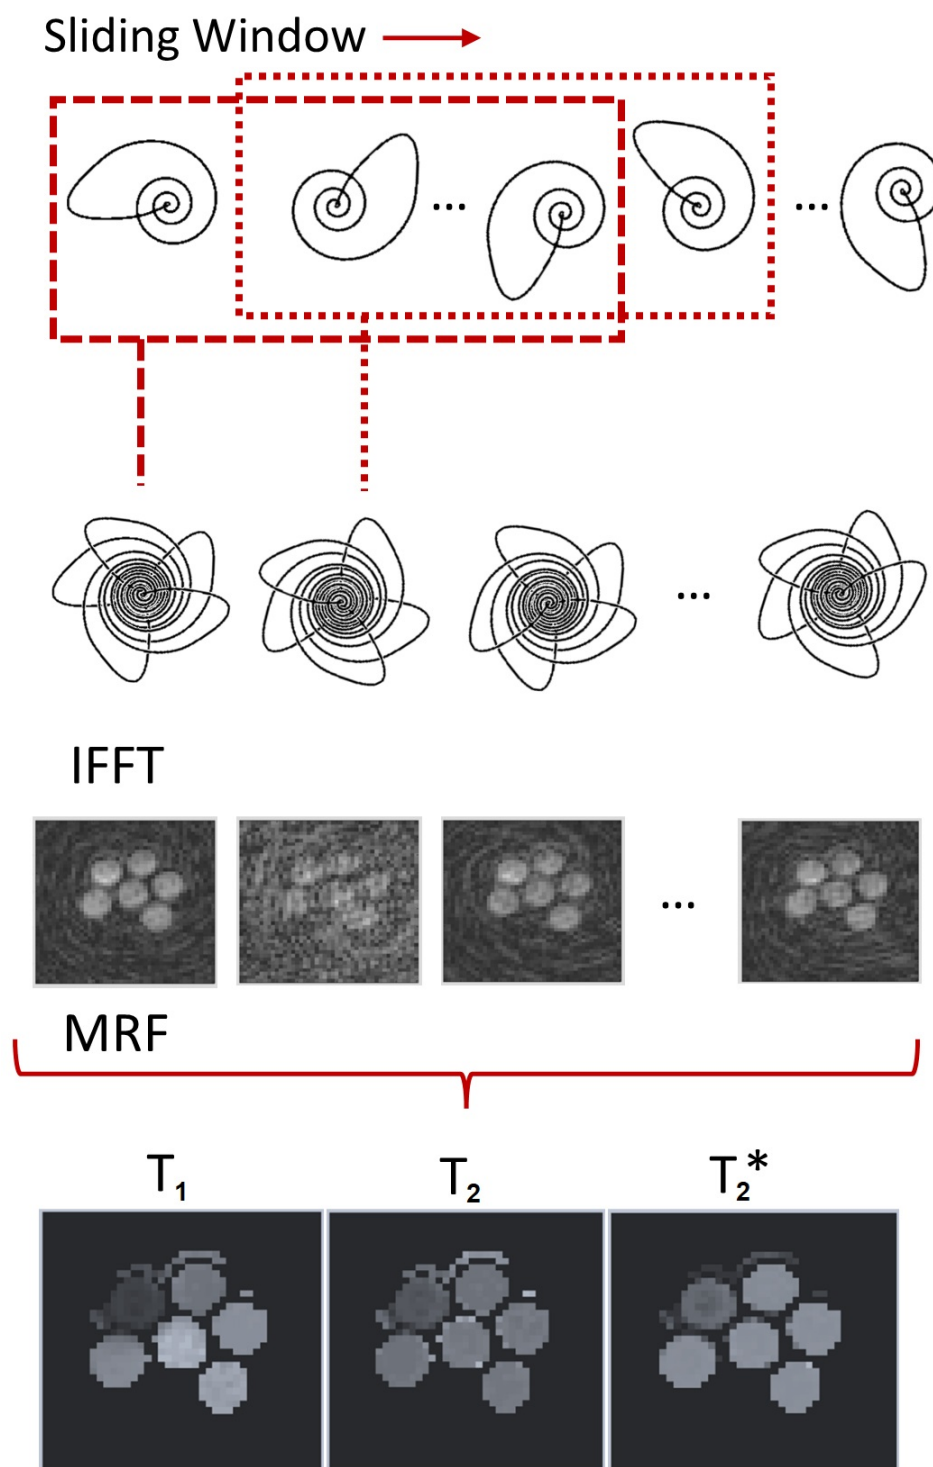 Sliding Window
... ...
...
IFFT
...
MRF
T₁ T₂ T₂*